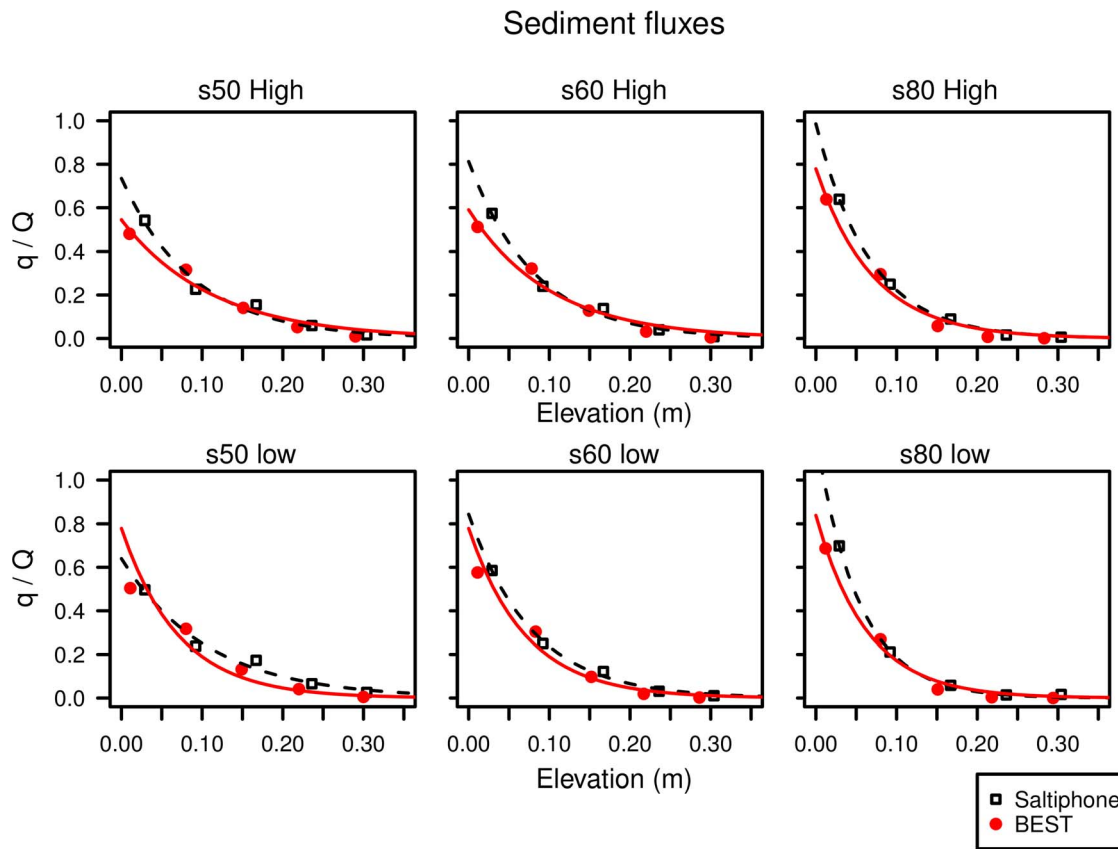 Sediment fluxes
s50 High
s60 High
s80 High
1.0
0.8
0.6
0.4
0.2
0.0
q / Q
0.00 0.10 0.20 0.30
0.00 0.10 0.20 0.30
0.00 0.10 0.20 0.30
Elevation (m)
s50 low
s60 low
s80 low
1.0
0.8
0.6
0.4
0.2
0.0
q / Q
0.00 0.10 0.20 0.30
0.00 0.10 0.20 0.30
0.00 0.10 0.20 0.30
Elevation (m)
Saltiphone
BEST